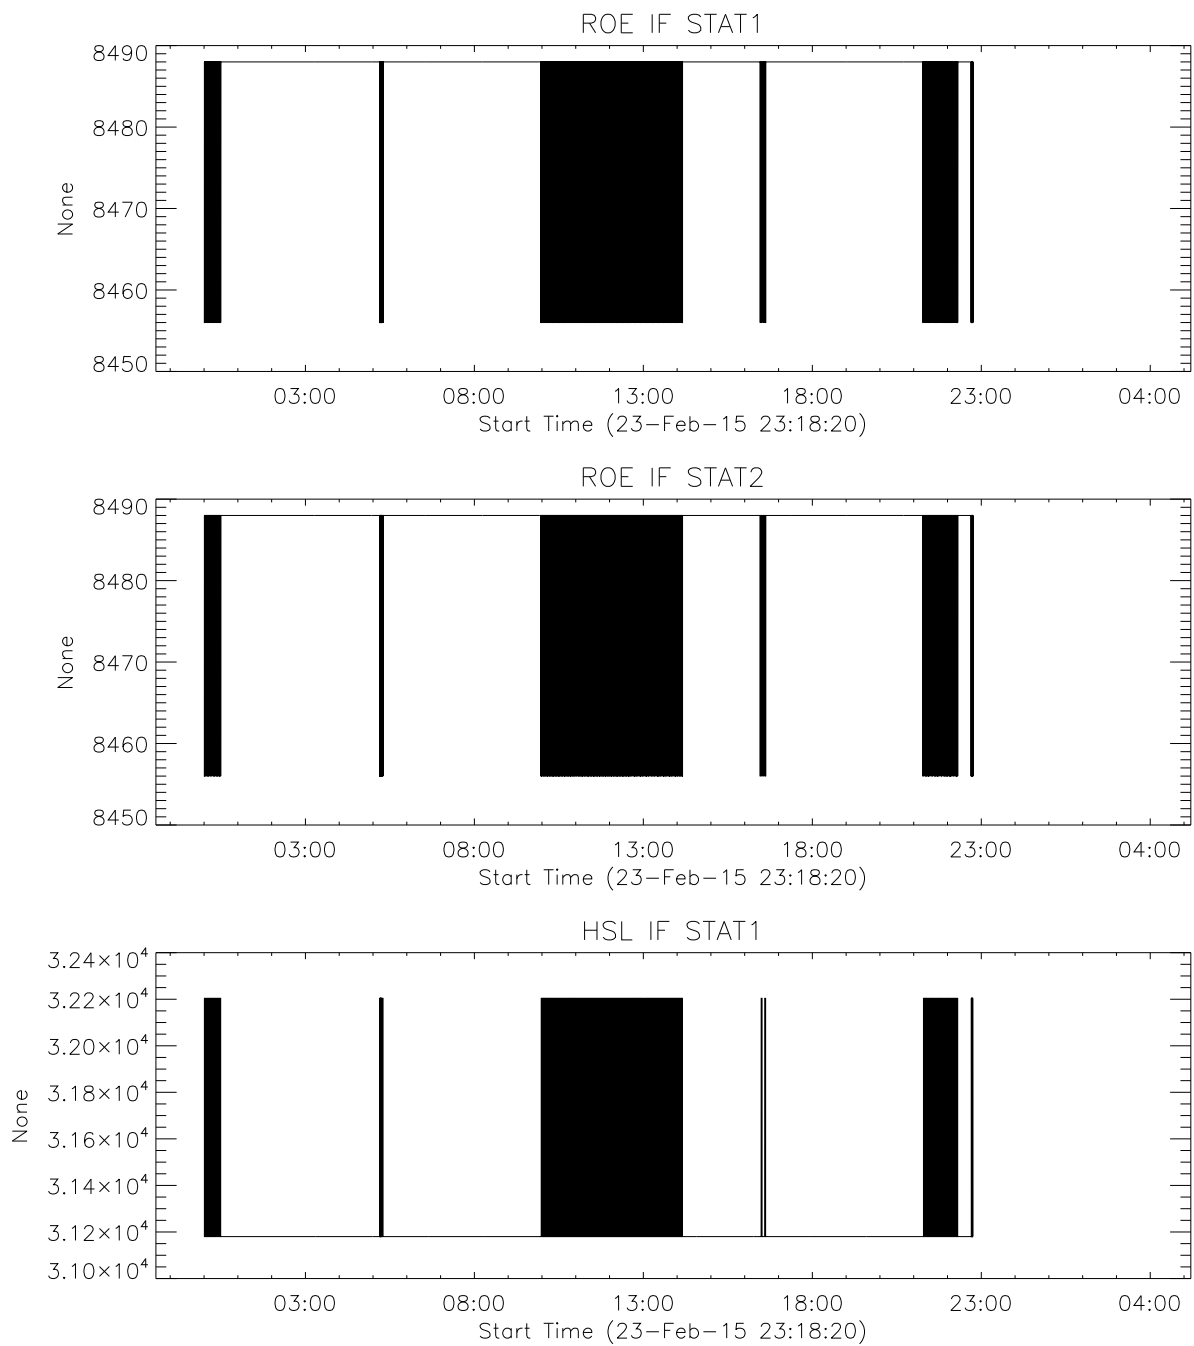 ROE IF STAT1
8490
8480
8470
8460
8450
None
03:00 08:00 13:00 18:00 23:00 04:00
Start Time (23-Feb-15 23:18:20)
ROE IF STAT2
8490
8480
8470
8460
8450
None
03:00 08:00 13:00 18:00 23:00 04:00
Start Time (23-Feb-15 23:18:20)
HSL IF STAT1
3.24×10⁴
3.22×10⁴
3.20×10⁴
3.18×10⁴
3.16×10⁴
3.14×10⁴
3.12×10⁴
3.10×10⁴
None
03:00 08:00 13:00 18:00 23:00 04:00
Start Time (23-Feb-15 23:18:20)